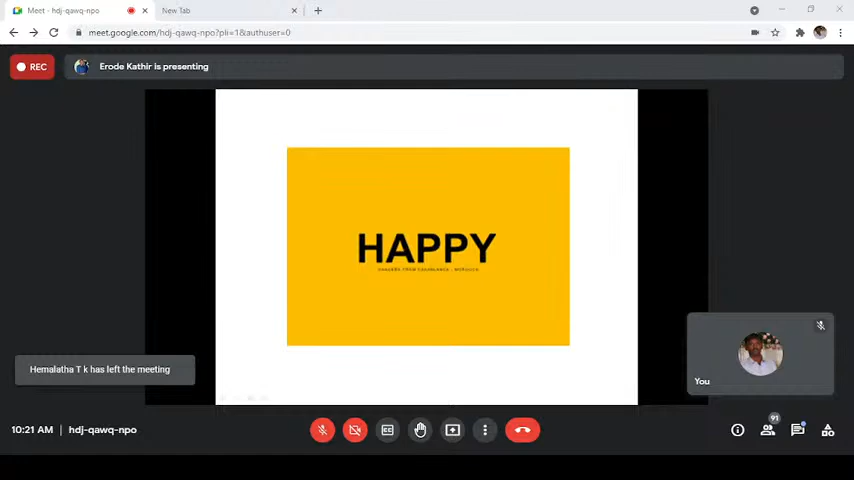 Meet - hdj-qawq-npo
New Tab
meet.google.com/hdj-qawq-npo?pli=1&authuser=0
REC
Erode Kathir is presenting
HAPPY
Hemalatha T k has left the meeting
You
10:21 AM | hdj-qawq-npo
91